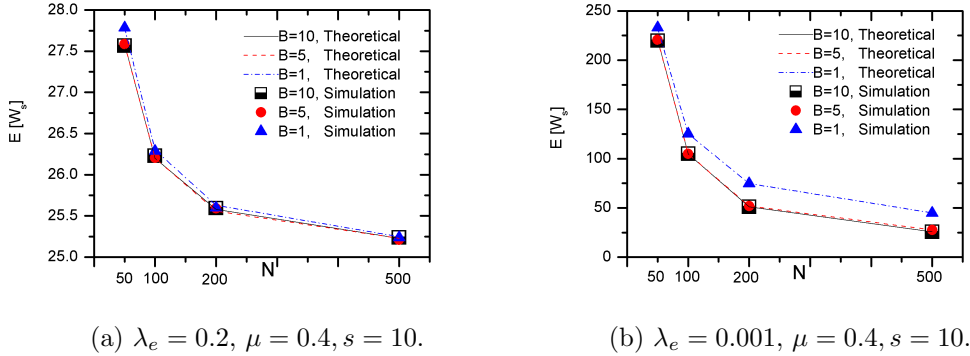 28.0
27.5
27.0
26.5
26.0
25.5
25.0
E [W_s]
B=10, Theoretical
B=5, Theoretical
B=1, Theoretical
B=10, Simulation
B=5, Simulation
B=1, Simulation
50 100 200 N 500
(a) λ_e = 0.2, μ = 0.4, s = 10.
250
200
150
100
50
0
E [W_s]
B=10, Theoretical
B=5, Theoretical
B=1, Theoretical
B=10, Simulation
B=5, Simulation
B=1, Simulation
50 100 200 N 500
(b) λ_e = 0.001, μ = 0.4, s = 10.